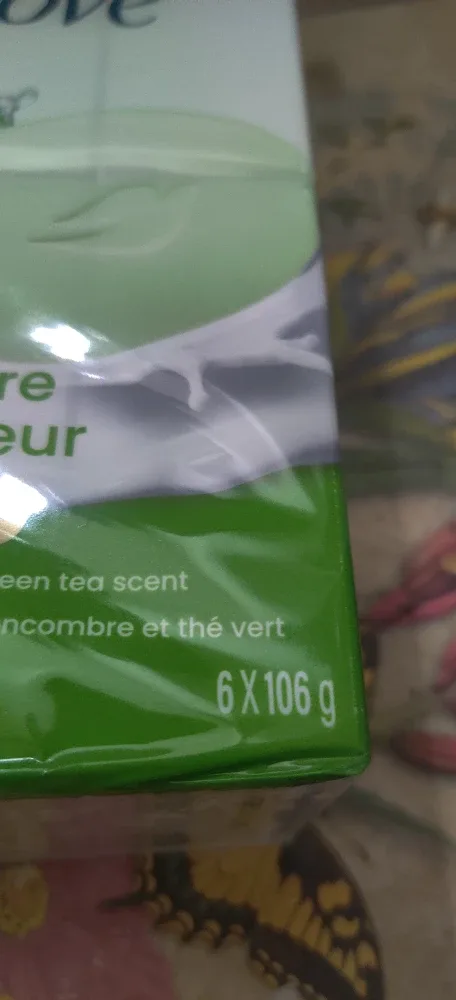 ove
re
eur
een tea scent
ncombre et thé vert
6 X 106 g